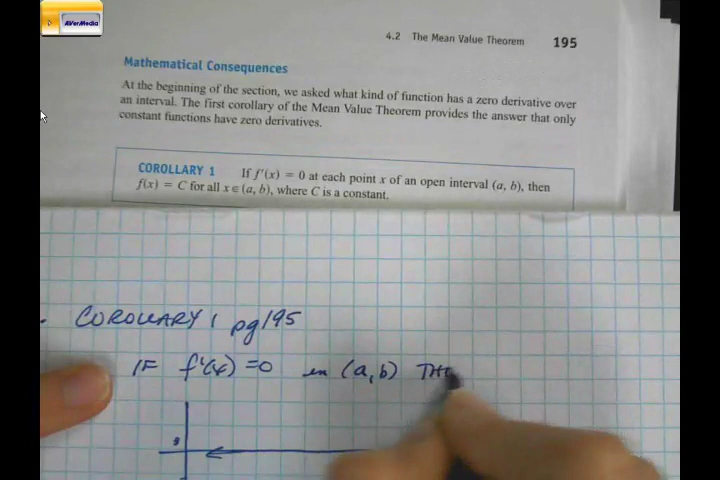 AVerMedia
4.2 The Mean Value Theorem 195
Mathematical Consequences
At the beginning of the section, we asked what kind of function has a zero derivative over
an interval. The first corollary of the Mean Value Theorem provides the answer that only
constant functions have zero derivatives.
COROLLARY 1 If f′(x) = 0 at each point x of an open interval (a, b), then
f(x) = C for all x ∈ (a, b), where C is a constant.
COROLLARY 1 pg 195
IF f'(x) = 0 in (a, b) THE